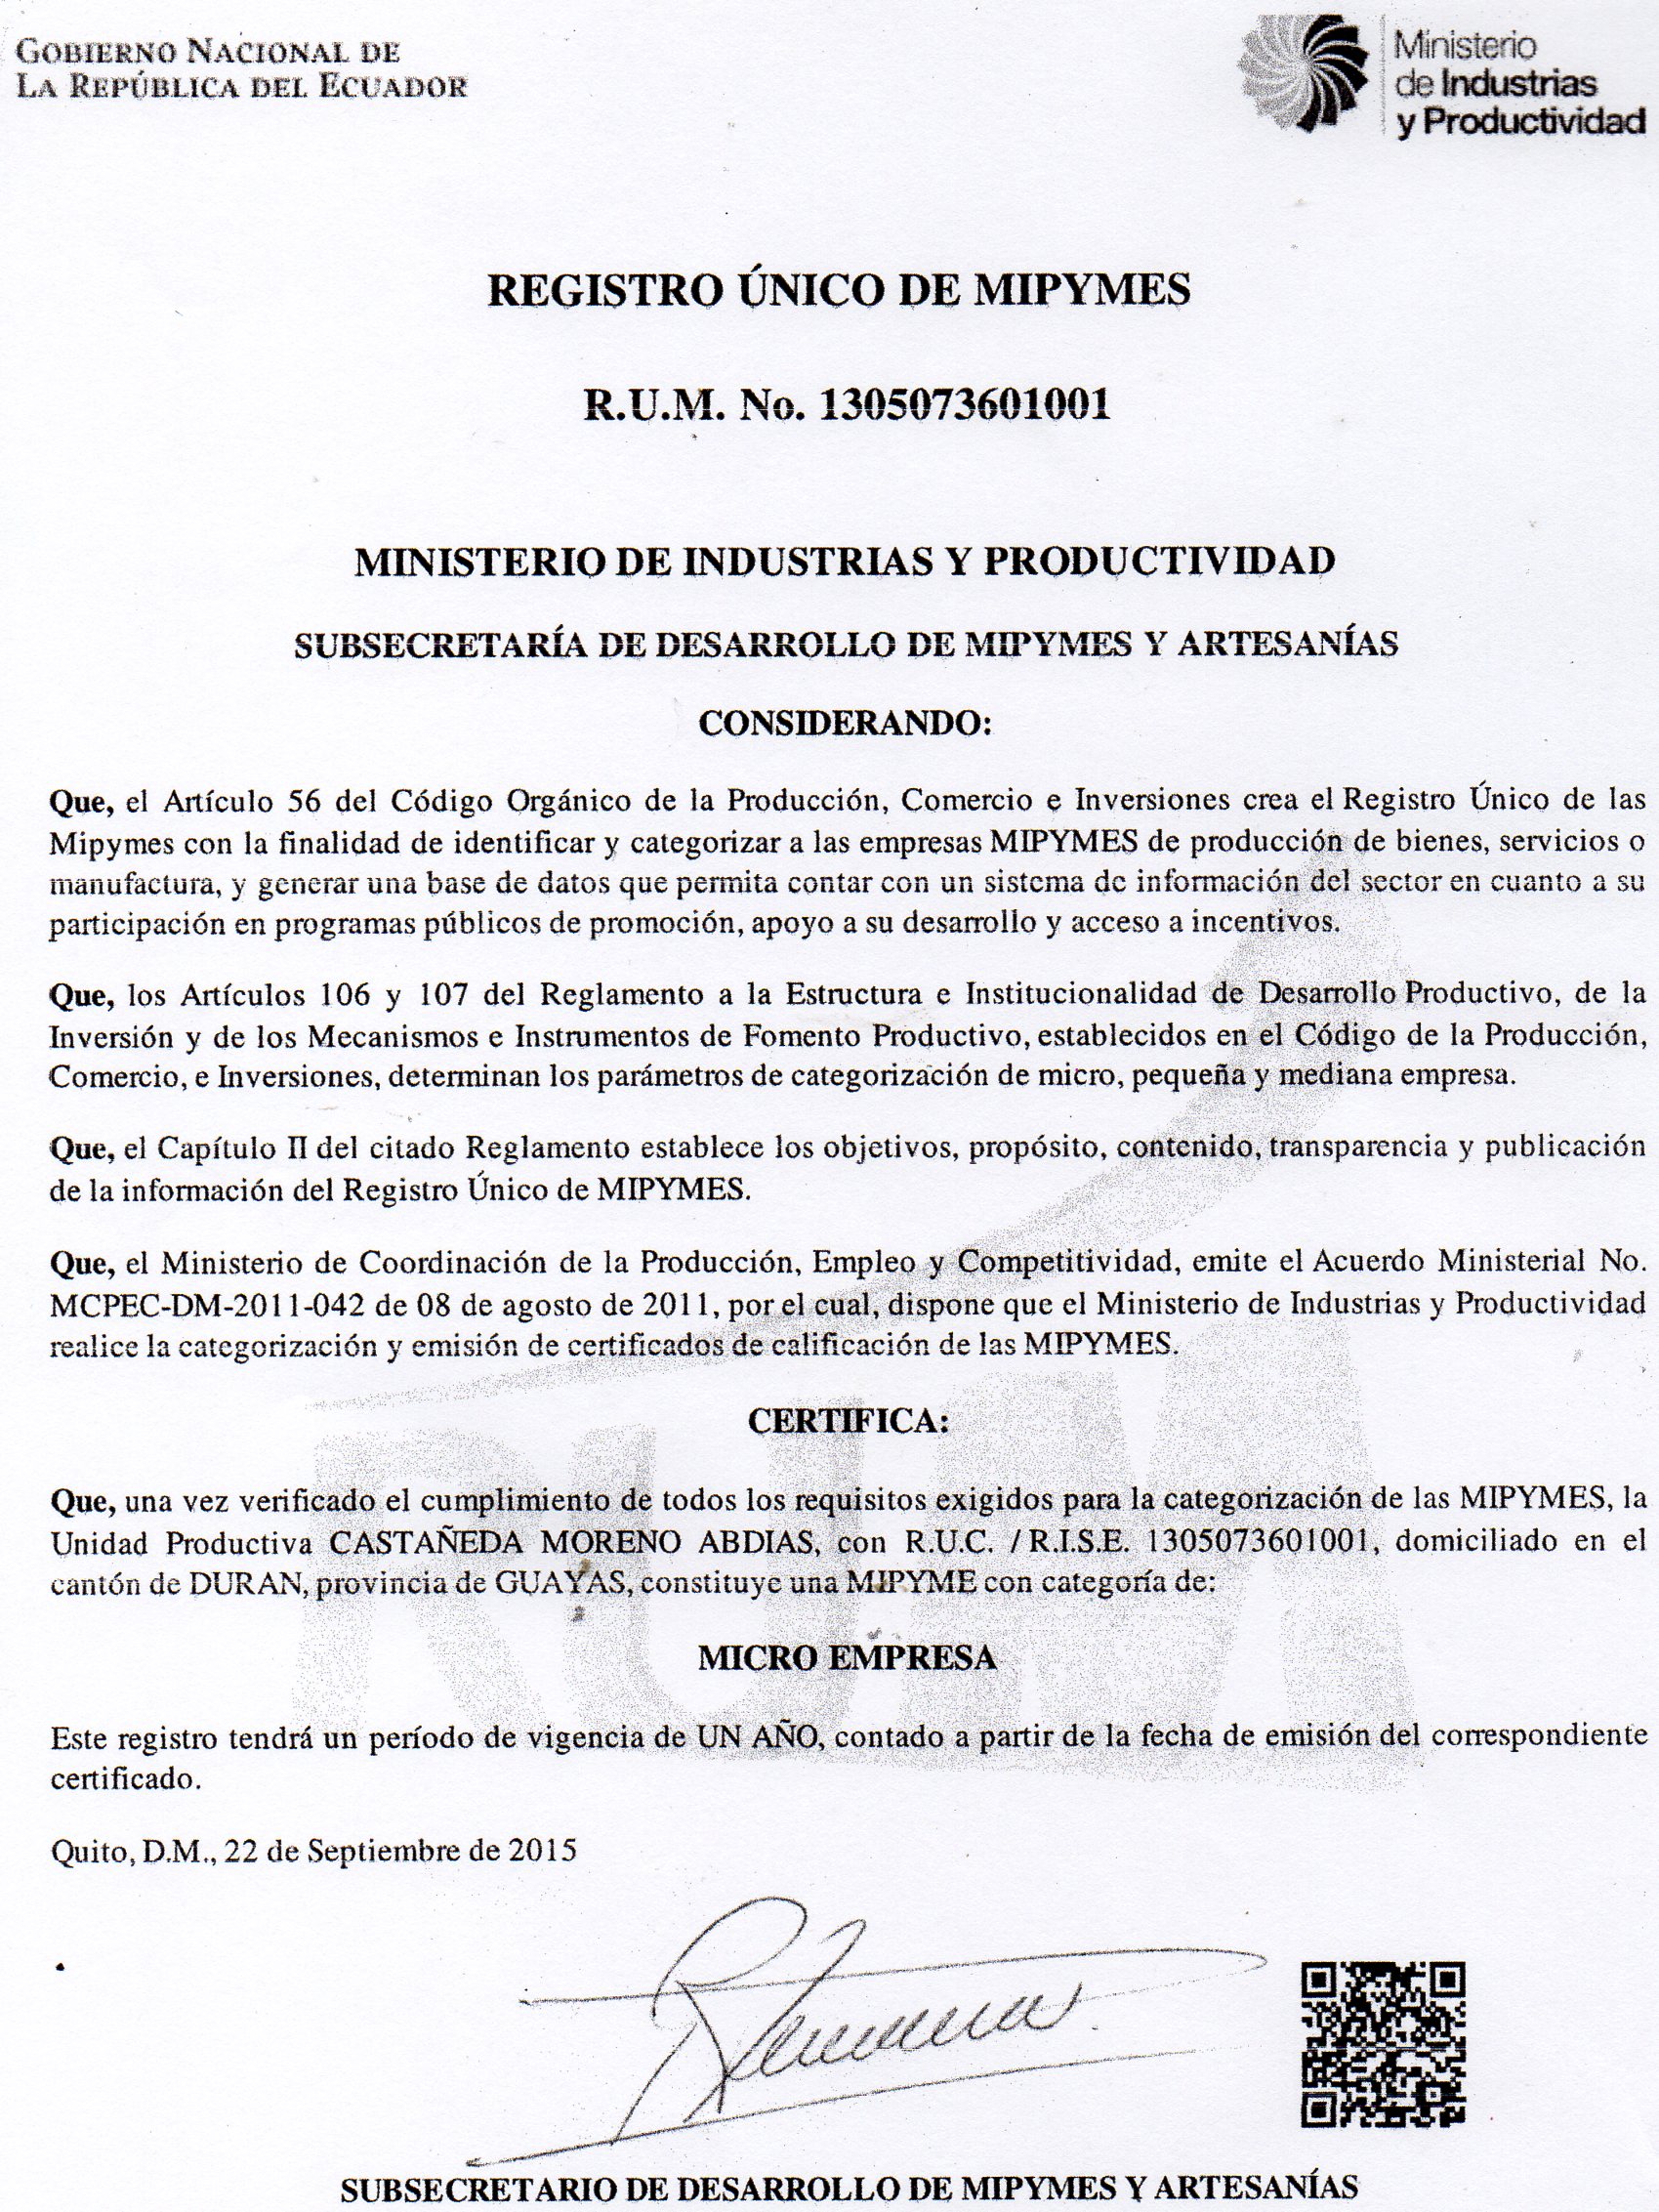 GOBIERNO NACIONAL DE
LA REPÚBLICA DEL ECUADOR
Ministerio
de Industrias
y Productividad
REGISTRO ÚNICO DE MIPYMES
R.U.M. No. 1305073601001
MINISTERIO DE INDUSTRIAS Y PRODUCTIVIDAD
SUBSECRETARÍA DE DESARROLLO DE MIPYMES Y ARTESANÍAS
CONSIDERANDO:
Que, el Artículo 56 del Código Orgánico de la Producción, Comercio e Inversiones crea el Registro Único de las
Mipymes con la finalidad de identificar y categorizar a las empresas MIPYMES de producción de bienes, servicios o
manufactura, y generar una base de datos que permita contar con un sistema de información del sector en cuanto a su
participación en programas públicos de promoción, apoyo a su desarrollo y acceso a incentivos.
Que, los Artículos 106 y 107 del Reglamento a la Estructura e Institucionalidad de Desarrollo Productivo, de la
Inversión y de los Mecanismos e Instrumentos de Fomento Productivo, establecidos en el Código de la Producción,
Comercio, e Inversiones, determinan los parámetros de categorización de micro, pequeña y mediana empresa.
Que, el Capítulo II del citado Reglamento establece los objetivos, propósito, contenido, transparencia y publicación
de la información del Registro Único de MIPYMES.
Que, el Ministerio de Coordinación de la Producción, Empleo y Competitividad, emite el Acuerdo Ministerial No.
MCPEC-DM-2011-042 de 08 de agosto de 2011, por el cual, dispone que el Ministerio de Industrias y Productividad
realice la categorización y emisión de certificados de calificación de las MIPYMES.
RUM
CERTIFICA:
Que, una vez verificado el cumplimiento de todos los requisitos exigidos para la categorización de las MIPYMES, la
Unidad Productiva CASTAÑEDA MORENO ABDIAS, con R.U.C. / R.I.S.E. 1305073601001, domiciliado en el
cantón de DURAN, provincia de GUAYAS, constituye una MIPYME con categoría de:
MICRO EMPRESA
Este registro tendrá un período de vigencia de UN AÑO, contado a partir de la fecha de emisión del correspondiente
certificado.
Quito, D.M., 22 de Septiembre de 2015
SUBSECRETARIO DE DESARROLLO DE MIPYMES Y ARTESANÍAS